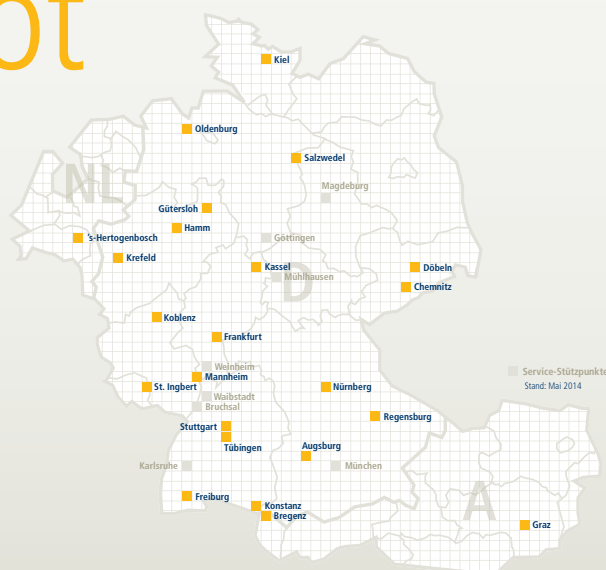 pt
Kiel
Oldenburg
Salzwedel
Magdeburg
NL
Gütersloh
Hamm
's-Hertogenbosch
Göttingen
Krefeld
Kassel
Döbeln
D
Mühlhausen
Chemnitz
Koblenz
Frankfurt
Weinheim
Service-Stützpunkte
Mannheim
St. Ingbert
Nürnberg
Stand: Mai 2014
Waibstadt
Bruchsal
Regensburg
Stuttgart
Tübingen
Augsburg
Karlsruhe
München
Freiburg
A
Konstanz
Bregenz
Graz